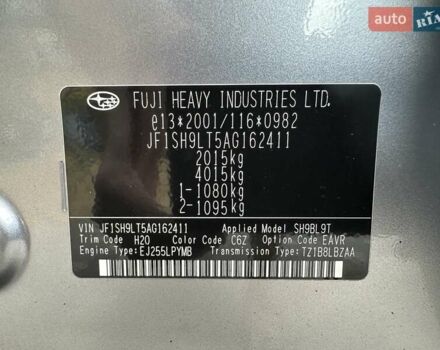 AUTO
RIA
FUJI HEAVY INDUSTRIES LTD.
e13*2001/116*0982
JF1SH9LT5AG162411
2015kg
4015kg
1-1080kg
2-1095kg
VIN JF1SH9LT5AG162411 Applied Model SH9BL9T
Trim Code H20 Color Code C6Z Option Code EAVR
Engine Type: EJ255LPYMB Transmission Type: TZ1B8LBZAA